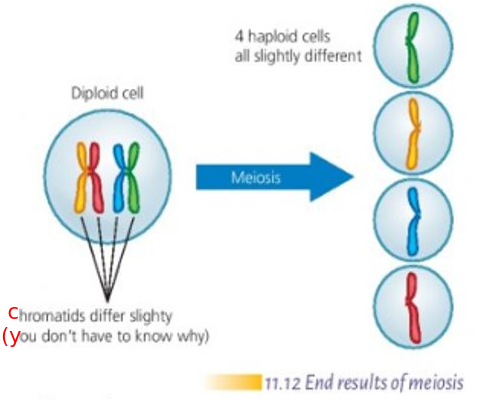 4 haploid cells
all slightly different
Diploid cell
Meiosis
Chromatids differ slighty
(you don't have to know why)
11.12 End results of meiosis